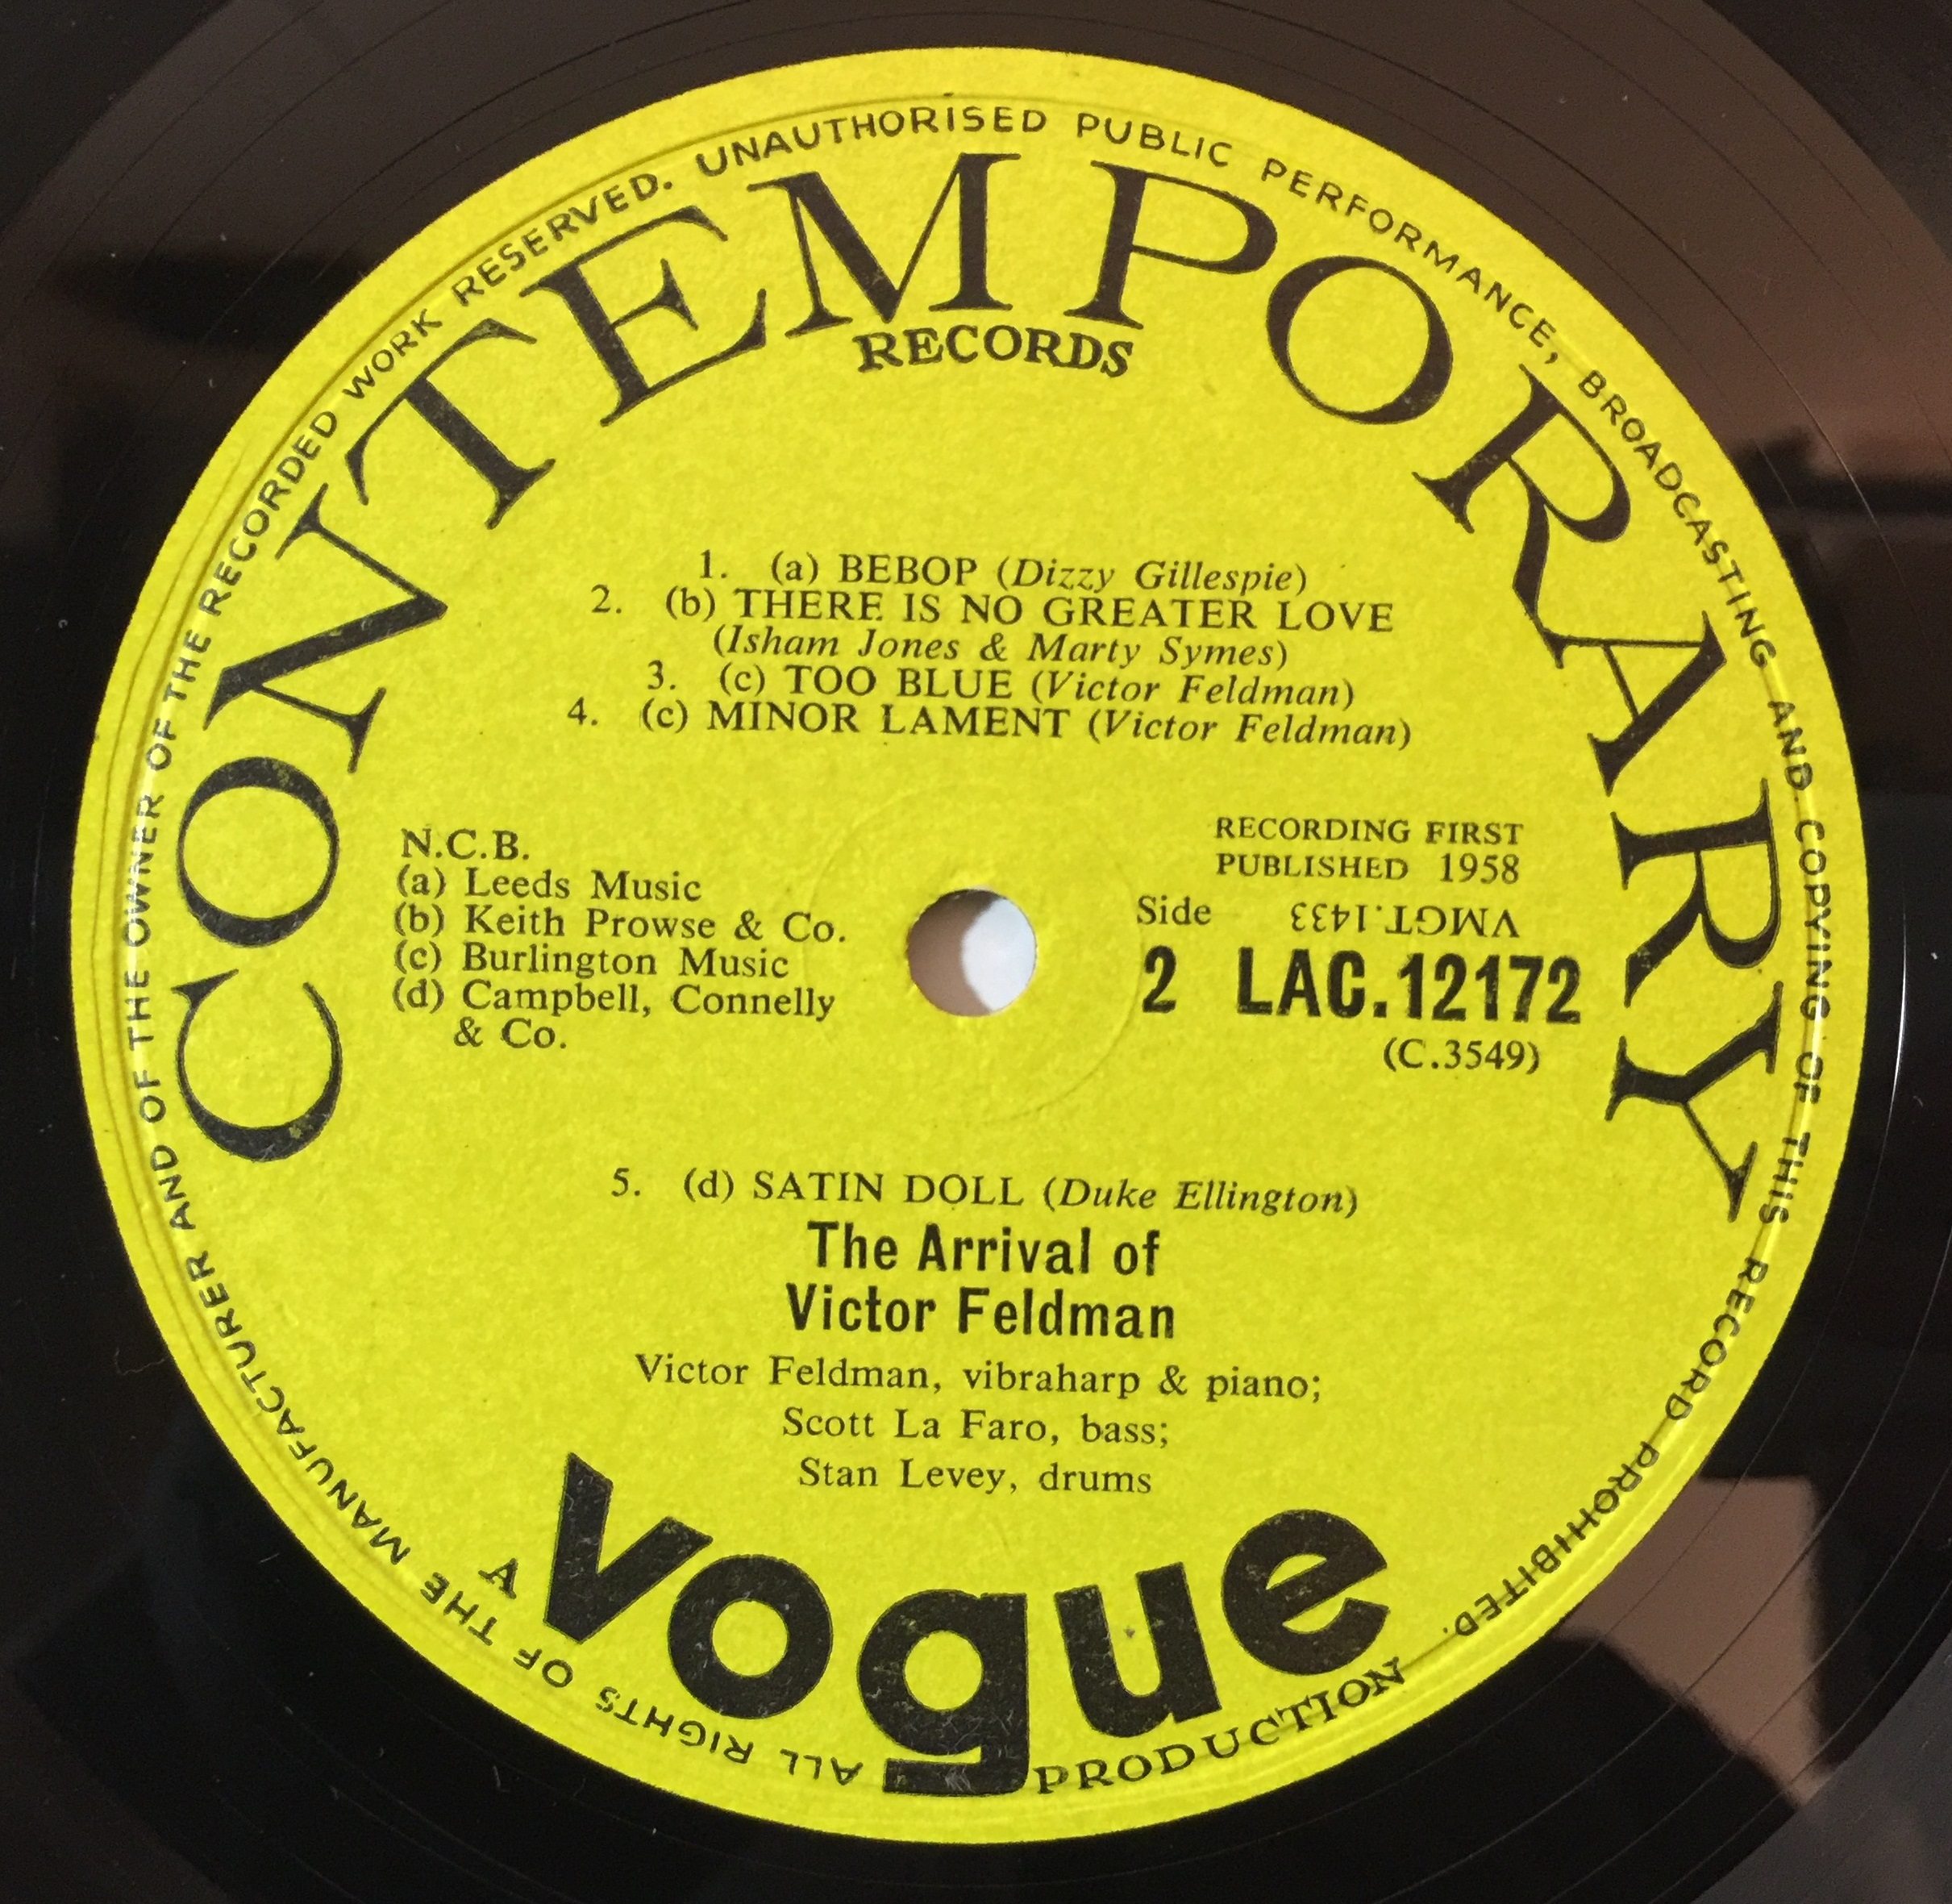 CONTEMPORARY
RECORDS
1. (a) BEBOP (Dizzy Gillespie)
2. (b) THERE IS NO GREATER LOVE
(Isham Jones & Marty Symes)
3. (c) TOO BLUE (Victor Feldman)
4. (c) MINOR LAMENT (Victor Feldman)
N.C.B.
(a) Leeds Music
(b) Keith Prowse & Co.
(c) Burlington Music
(d) Campbell, Connelly
& Co.
RECORDING FIRST
PUBLISHED 1958
Side VMGT.1433
2 LAC.12172
(C.3549)
5. (d) SATIN DOLL (Duke Ellington)
The Arrival of
Victor Feldman
Victor Feldman, vibraharp & piano;
Scott La Faro, bass;
Stan Levey, drums
A vogue PRODUCTION
ALL RIGHTS OF THE MANUFACTURER AND OF THE OWNER OF THE RECORDED WORK RESERVED. UNAUTHORISED PUBLIC PERFORMANCE, BROADCASTING AND COPYING OF THIS RECORD PROHIBITED.